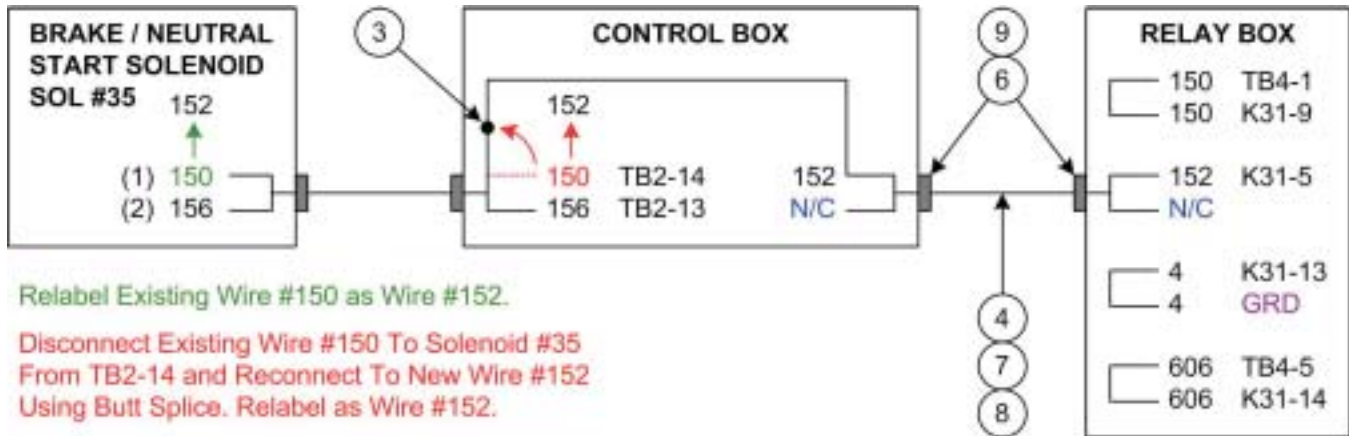 BRAKE / NEUTRAL
START SOLENOID
SOL #35
152
(1) 150
(2) 156
3
CONTROL BOX
152
150 TB2-14
156 TB2-13
152
N/C
9
6
4
7
8
RELAY BOX
150 TB4-1
150 K31-9
152 K31-5
N/C
4 K31-13
4 GRD
606 TB4-5
606 K31-14
Relabel Existing Wire #150 as Wire #152.
Disconnect Existing Wire #150 To Solenoid #35
From TB2-14 and Reconnect To New Wire #152
Using Butt Splice. Relabel as Wire #152.